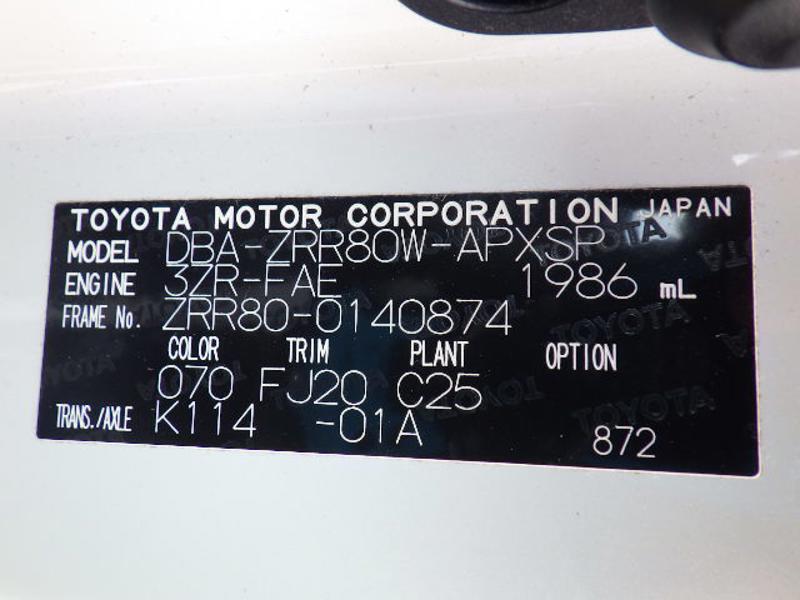 TOYOTA MOTOR CORPORATION JAPAN
MODEL DBA-ZRR80W-APXSP
ENGINE 3ZR-FAE 1986 mL
FRAME No. ZRR80-0140874
COLOR TRIM PLANT OPTION
070 FJ20 C25
TRANS./AXLE K114 -01A
872